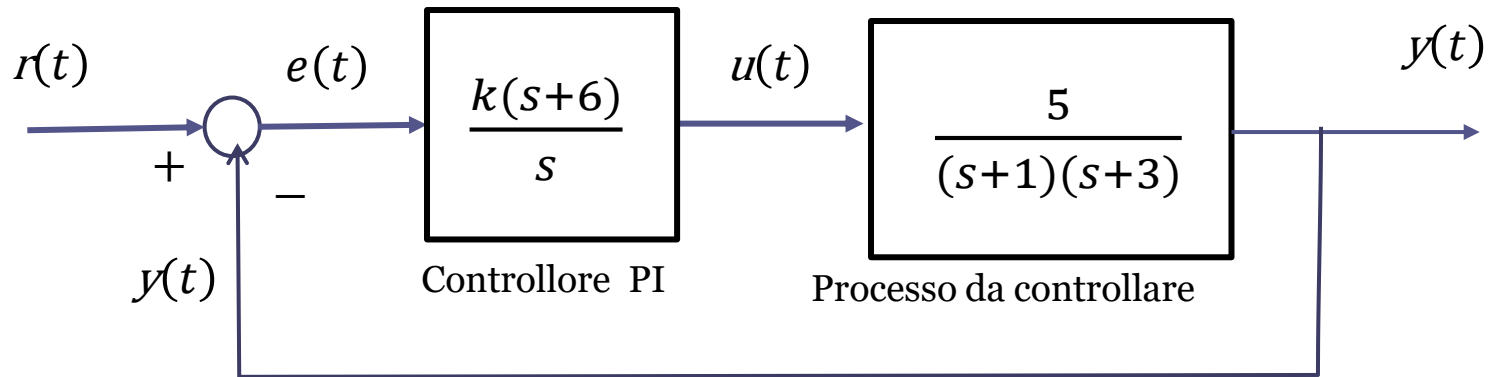 r(t)
e(t)
k(s+6)
s
u(t)
5
(s+1)(s+3)
y(t)
+
−
y(t)
Controllore PI
Processo da controllare